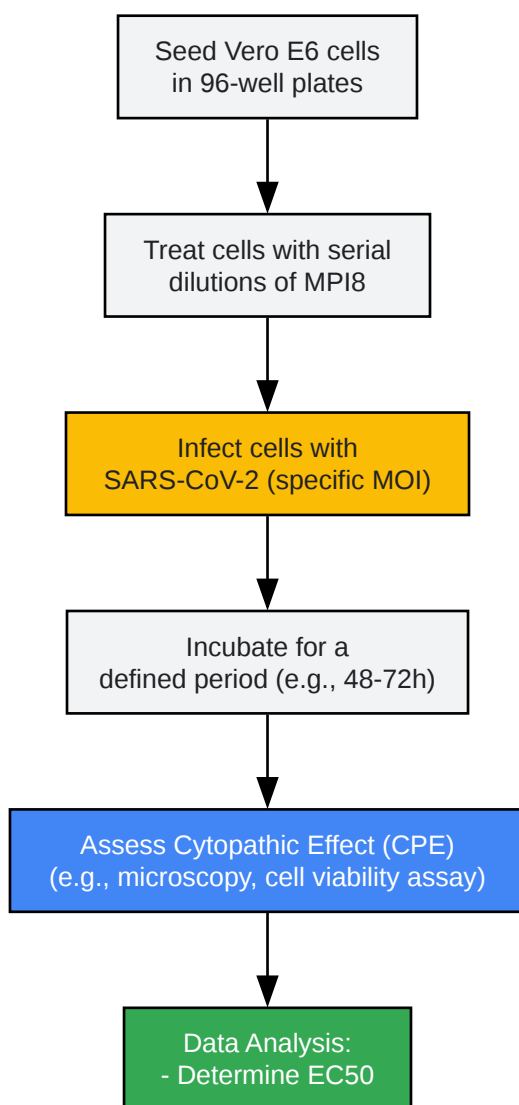 Seed Vero E6 cells
in 96-well plates
Treat cells with serial
dilutions of MPI8
Infect cells with
SARS-CoV-2 (specific MOI)
Incubate for a
defined period (e.g., 48-72h)
Assess Cytopathic Effect (CPE)
(e.g., microscopy, cell viability assay)
Data Analysis:
- Determine EC50